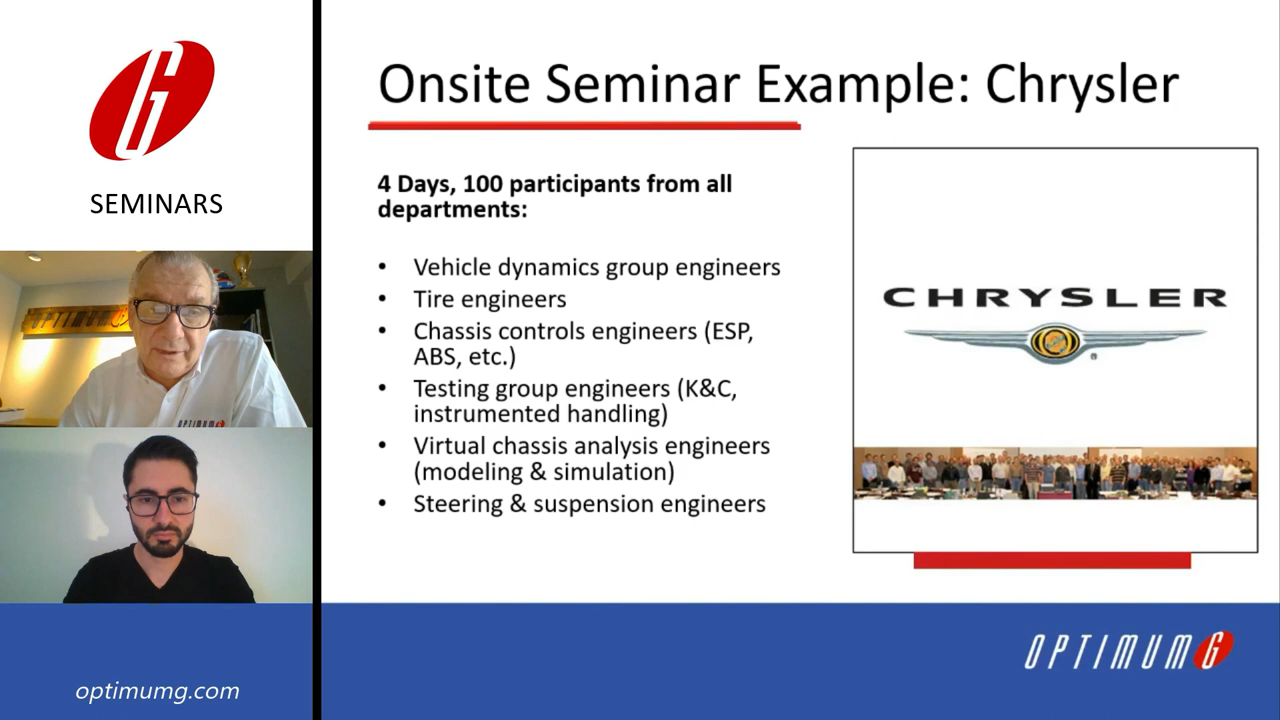 G
SEMINARS
OPTIMUMG
OPTIMUMG
optimumg.com
Onsite Seminar Example: Chrysler
4 Days, 100 participants from all
departments:
• Vehicle dynamics group engineers
• Tire engineers
• Chassis controls engineers (ESP,
ABS, etc.)
• Testing group engineers (K&C,
instrumented handling)
• Virtual chassis analysis engineers
(modeling & simulation)
• Steering & suspension engineers
CHRYSLER
®
OPTIMUMG